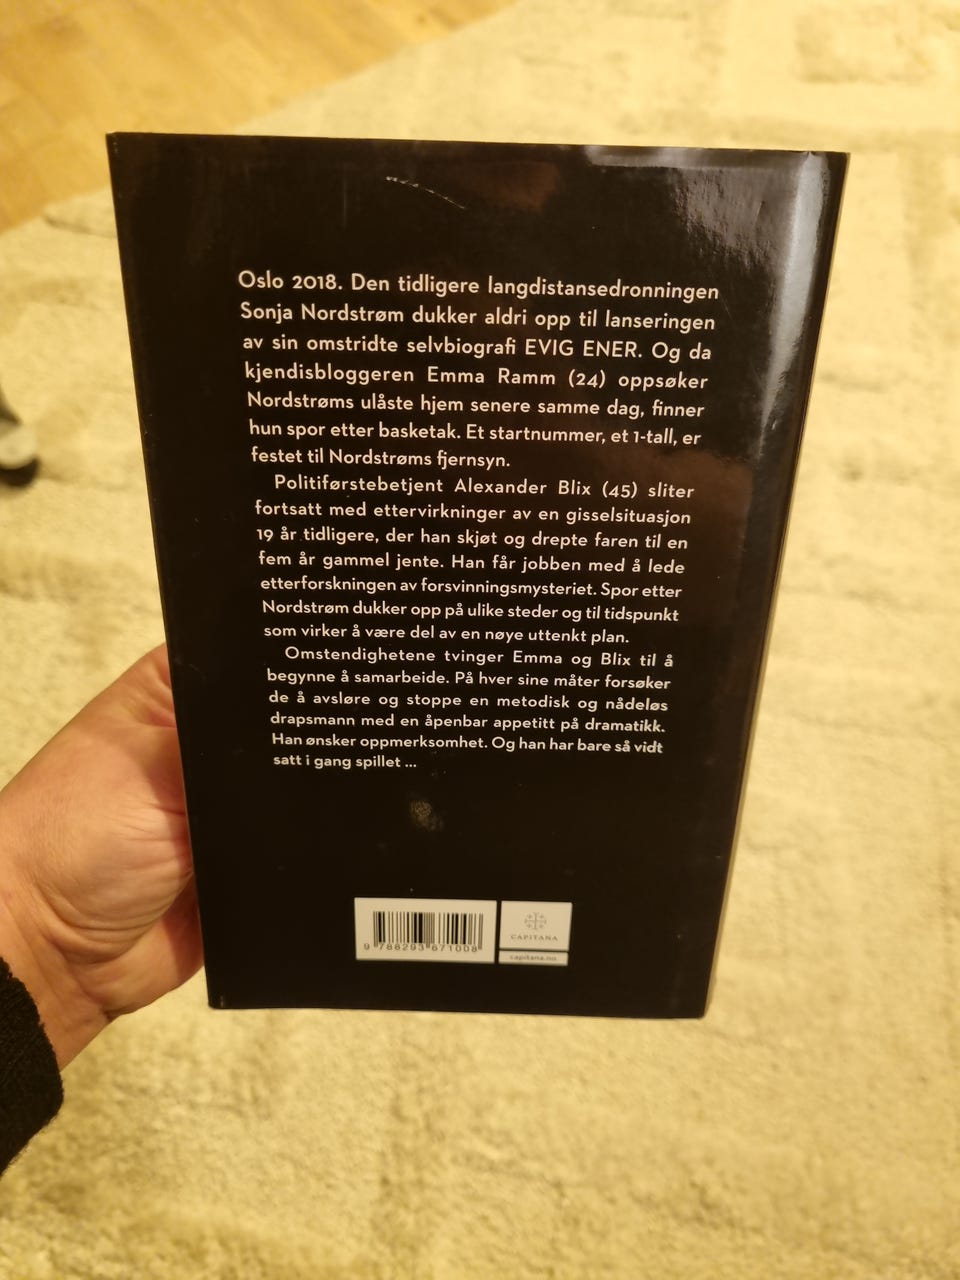 Oslo 2018. Den tidligere langdistansedronningen
Sonja Nordstrøm dukker aldri opp til lanseringen
av sin omstridte selvbiografi EVIG ENER. Og da
kjendisbloggeren Emma Ramm (24) oppsøker
Nordstrøms ulåste hjem senere samme dag, finner
hun spor etter basketak. Et startnummer, et 1-tall, er
festet til Nordstrøms fjernsyn.
Politiførstebetjent Alexander Blix (45) sliter
fortsatt med ettervirkninger av en gisselsituasjon
19 år tidligere, der han skjøt og drepte faren til en
fem år gammel jente. Han får jobben med å lede
etterforskningen av forsvinningsmysteriet. Spor etter
Nordstrøm dukker opp på ulike steder og til tidspunkt
som virker å være del av en nøye uttenkt plan.
Omstendighetene tvinger Emma og Blix til å
begynne å samarbeide. På hver sine måter forsøker
de å avsløre og stoppe en metodisk og nådeløs
drapsmann med en åpenbar appetitt på dramatikk.
Han ønsker oppmerksomhet. Og han har bare så vidt
satt i gang spillet ...
9 788293 671008
CAPITANA
capitana.no